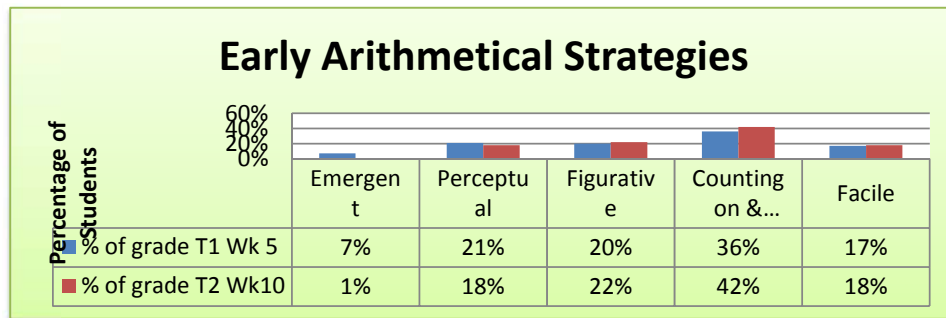 Early Arithmetical Strategies
Percentage of
Students
60%
40%
20%
0%
Emergen
t
Perceptu
al
Figurativ
e
Counting
on &...
Facile
% of grade T1 Wk 5 7% 21% 20% 36% 17%
% of grade T2 Wk10 1% 18% 22% 42% 18%